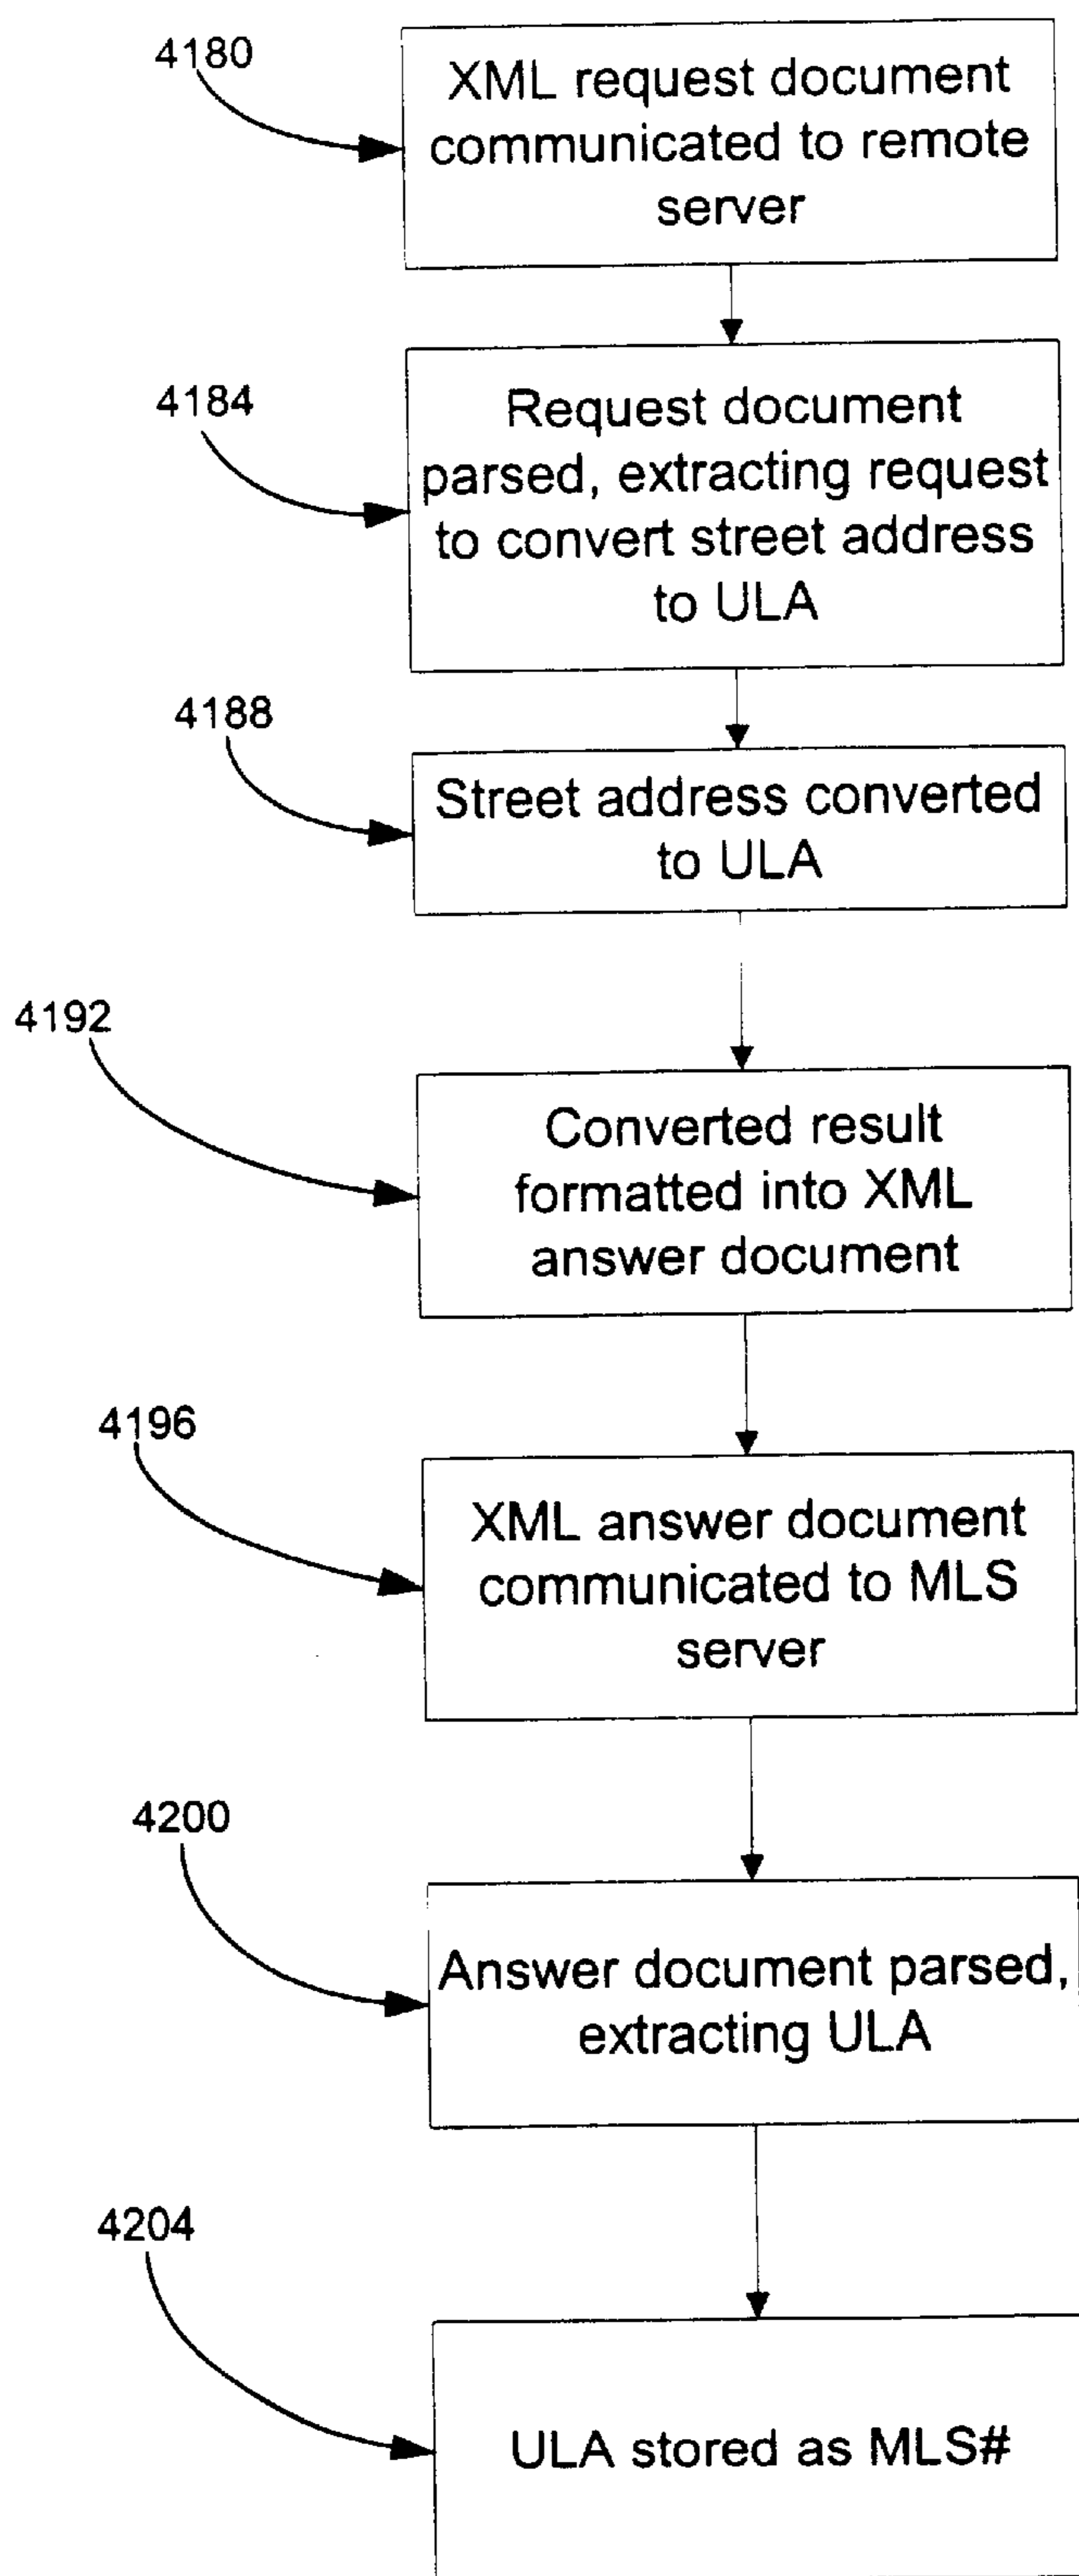 4180
XML request document
communicated to remote
server
4184
Request document
parsed, extracting request
to convert street address
to ULA
4188
Street address converted
to ULA
4192
Converted result
formatted into XML
answer document
4196
XML answer document
communicated to MLS
server
4200
Answer document parsed,
extracting ULA
4204
ULA stored as MLS#